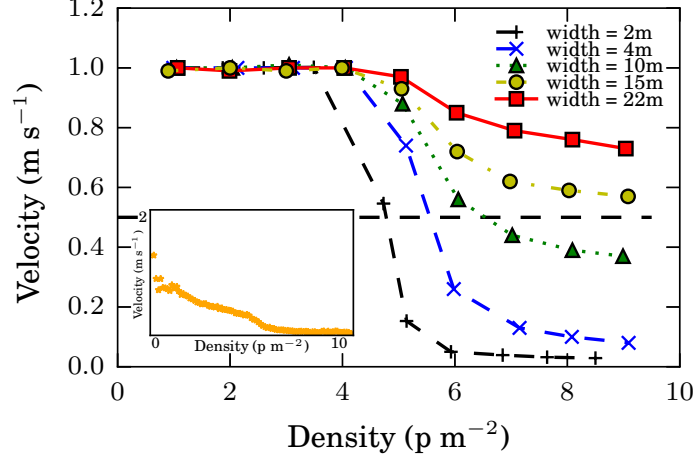 1.0
0.8
0.6
0.4
0.2
0.0
Velocity (m s⁻¹)
width = 2m
width = 4m
width = 10m
width = 15m
width = 22m
2
Velocity (m s⁻¹)
0
10
Density (p m⁻²)
0
2
4
6
8
10
Density (p m⁻²)